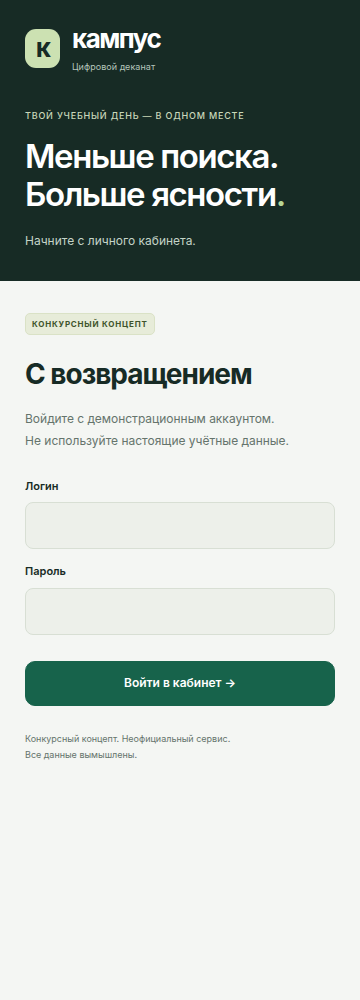 к
кампус
Цифровой деканат
ТВОЙ УЧЕБНЫЙ ДЕНЬ — В ОДНОМ МЕСТЕ
Меньше поиска.
Больше ясности.
Начните с личного кабинета.
КОНКУРСНЫЙ КОНЦЕПТ
С возвращением
Войдите с демонстрационным аккаунтом.
Не используйте настоящие учётные данные.
Логин
Пароль
Войти в кабинет →
Конкурсный концепт. Неофициальный сервис.
Все данные вымышлены.